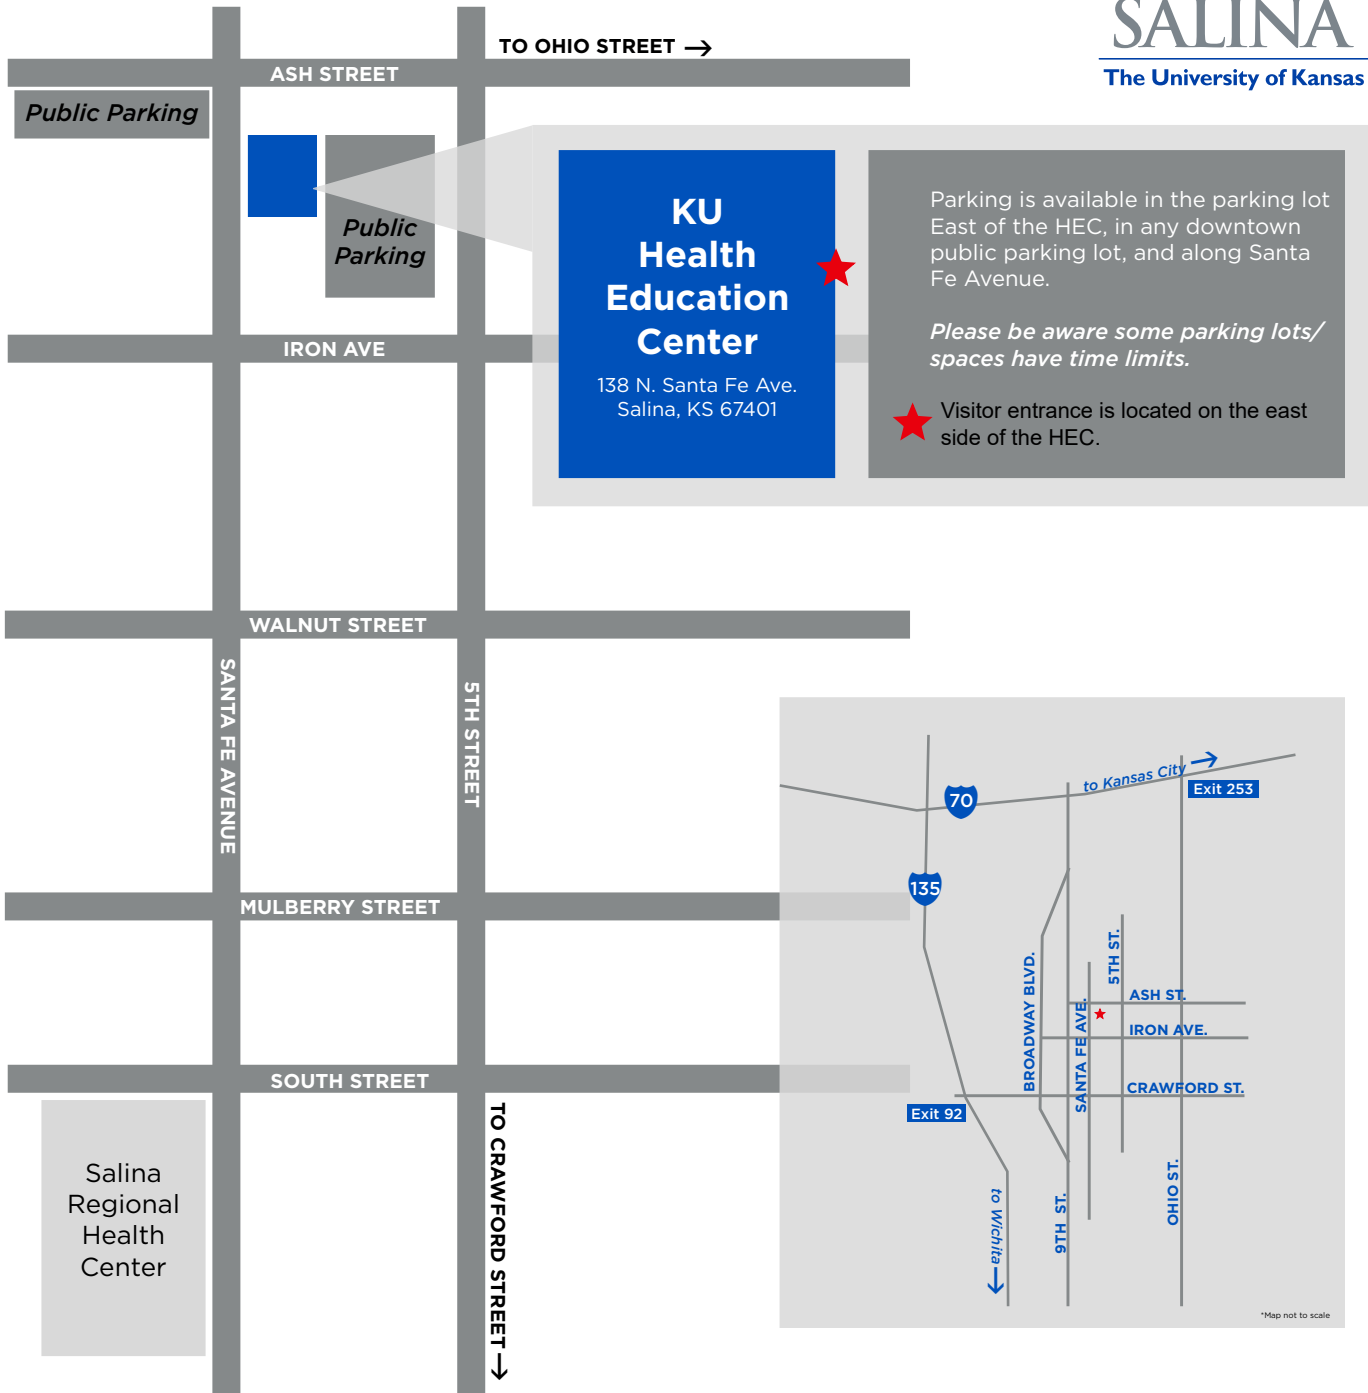 SALINA
The University of Kansas
TO OHIO STREET →
ASH STREET
Public Parking
Public
Parking
KU
Health
Education
Center
138 N. Santa Fe Ave.
Salina, KS 67401
Parking is available in the parking lot
East of the HEC, in any downtown
public parking lot, and along Santa
Fe Avenue.
Please be aware some parking lots/
spaces have time limits.
Visitor entrance is located on the east
side of the HEC.
IRON AVE
WALNUT STREET
SANTA FE AVENUE
5TH STREET
MULBERRY STREET
SOUTH STREET
TO CRAWFORD STREET →
Salina
Regional
Health
Center
to Kansas City →
Exit 253
70
135
5TH ST.
BROADWAY BLVD.
SANTA FE AVE.
ASH ST.
IRON AVE.
CRAWFORD ST.
Exit 92
to Wichita →
9TH ST.
OHIO ST.
*Map not to scale